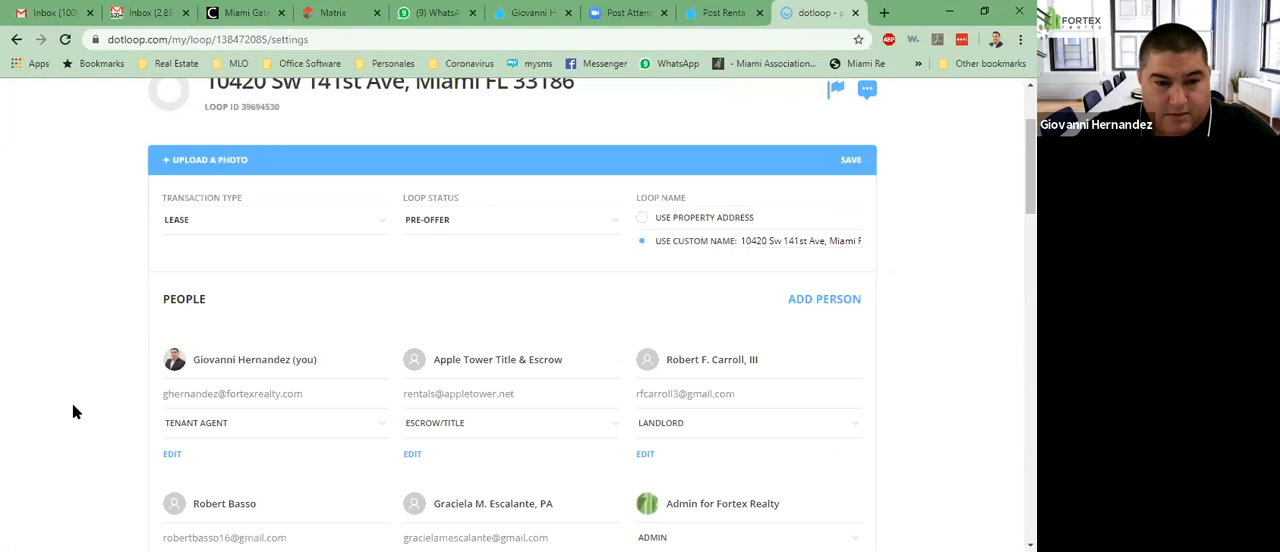 Inbox (100
Inbox (2,88
Miami Gat
Matrix
(9) Whats
Giovanni H
Post Atten
Post Renta
dotloop - p
dotloop.com/my/loop/138472085/settings
ABP
W.
Apps
Bookmarks
Real Estate
MLO
Office Software
Personales
Coronavirus
mysms
Messenger
WhatsApp
- Miami Association...
Miami Re
»
Other bookmarks
FORTEX
realty
Giovanni Hernandez
10420 Sw 141st Ave, Miami FL 33186
LOOP ID 39694530
+ UPLOAD A PHOTO
SAVE
TRANSACTION TYPE
LOOP STATUS
LOOP NAME
LEASE
PRE-OFFER
USE PROPERTY ADDRESS
USE CUSTOM NAME: 10420 Sw 141st Ave, Miami F
PEOPLE
ADD PERSON
Giovanni Hernandez (you)
Apple Tower Title & Escrow
Robert F. Carroll, III
ghernandez@fortexrealty.com
rentals@appletower.net
rfcarroll3@gmail.com
TENANT AGENT
ESCROW/TITLE
LANDLORD
EDIT
EDIT
EDIT
Robert Basso
Graciela M. Escalante, PA
Admin for Fortex Realty
robertbasso16@gmail.com
gracielamescalante@gmail.com
ADMIN